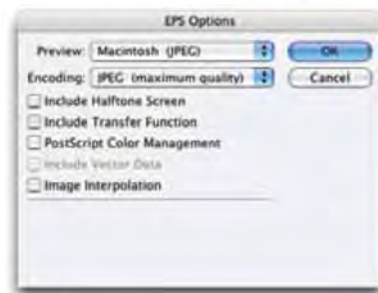 EPS Options
Preview: Macintosh (JPEG) OK
Encoding: JPEG (maximum quality) Cancel
Include Halftone Screen
Include Transfer Function
PostScript Color Management
Include Vector Data
Image Interpolation